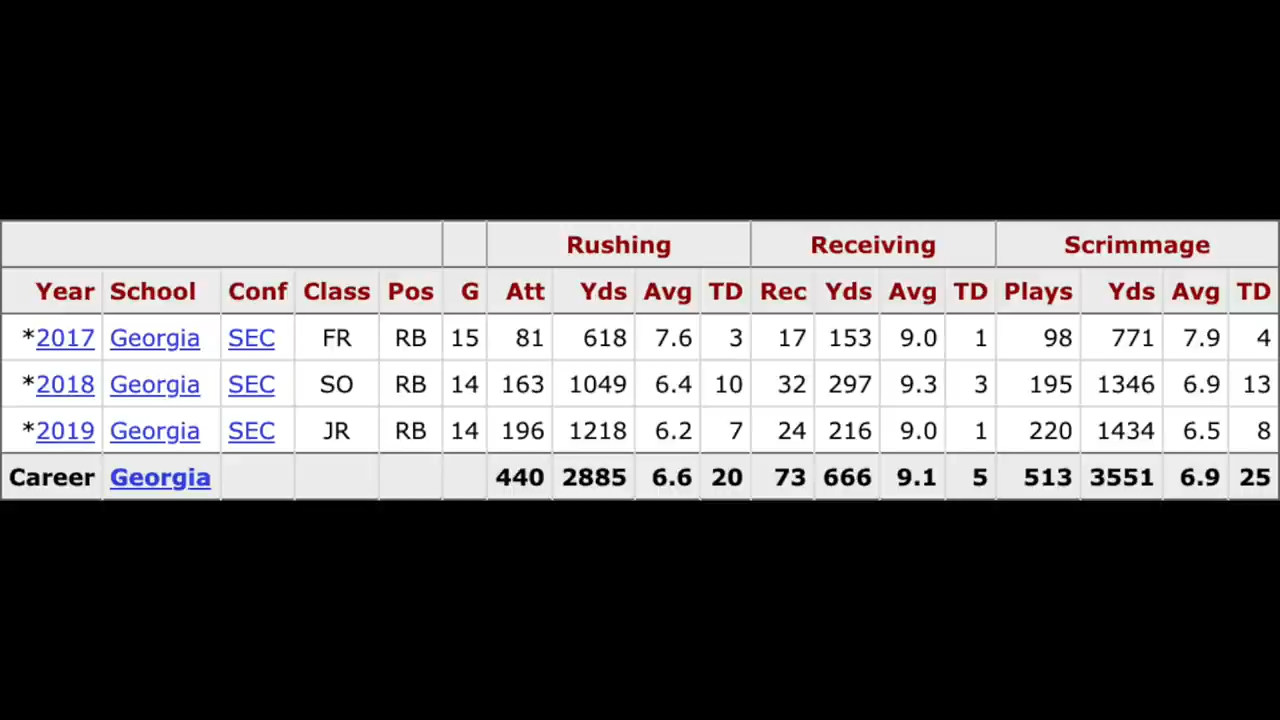 Rushing Receiving Scrimmage
Year School Conf Class Pos G Att Yds Avg TD Rec Yds Avg TD Plays Yds Avg TD
*2017 Georgia SEC FR RB 15 81 618 7.6 3 17 153 9.0 1 98 771 7.9 4
*2018 Georgia SEC SO RB 14 163 1049 6.4 10 32 297 9.3 3 195 1346 6.9 13
*2019 Georgia SEC JR RB 14 196 1218 6.2 7 24 216 9.0 1 220 1434 6.5 8
Career Georgia 440 2885 6.6 20 73 666 9.1 5 513 3551 6.9 25